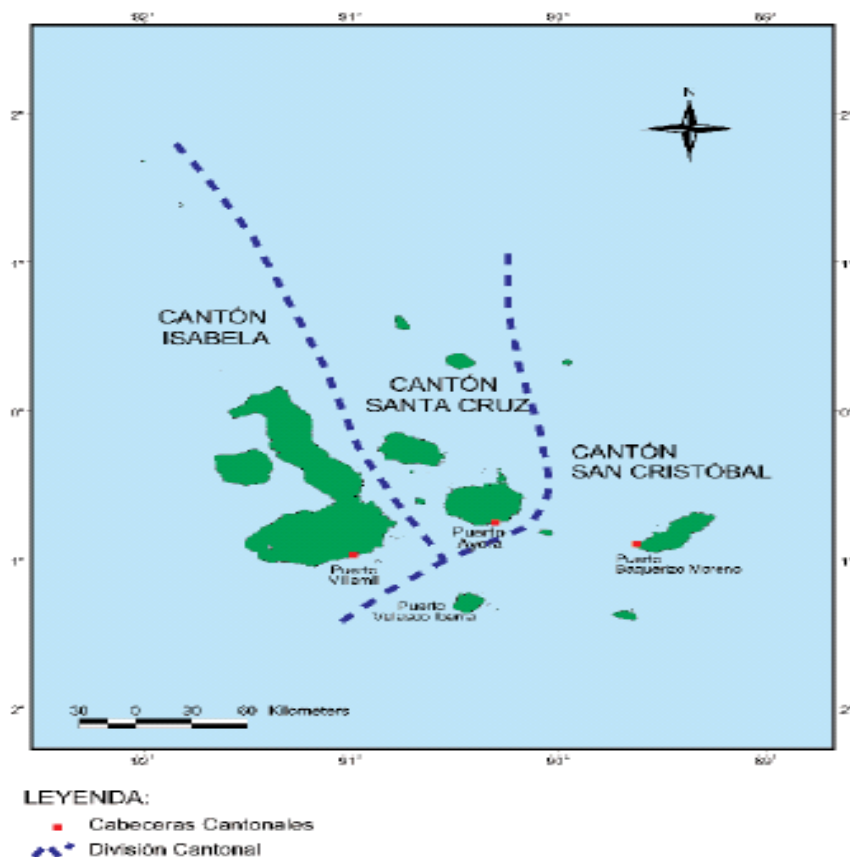 92°
91°
90°
89°
N
2°
2°
1°
1°
CANTÓN
ISABELA
CANTÓN
SANTA CRUZ
0°
0°
CANTÓN
SAN CRISTÓBAL
Puerto
Ayora
Puerto
Villamil
Puerto
Baquerizo Moreno
1°
1°
Puerto
Velasco Ibarra
2°
2°
30 0 30 60 Kilometers
92°
91°
90°
89°
LEYENDA:
Cabeceras Cantonales
División Cantonal